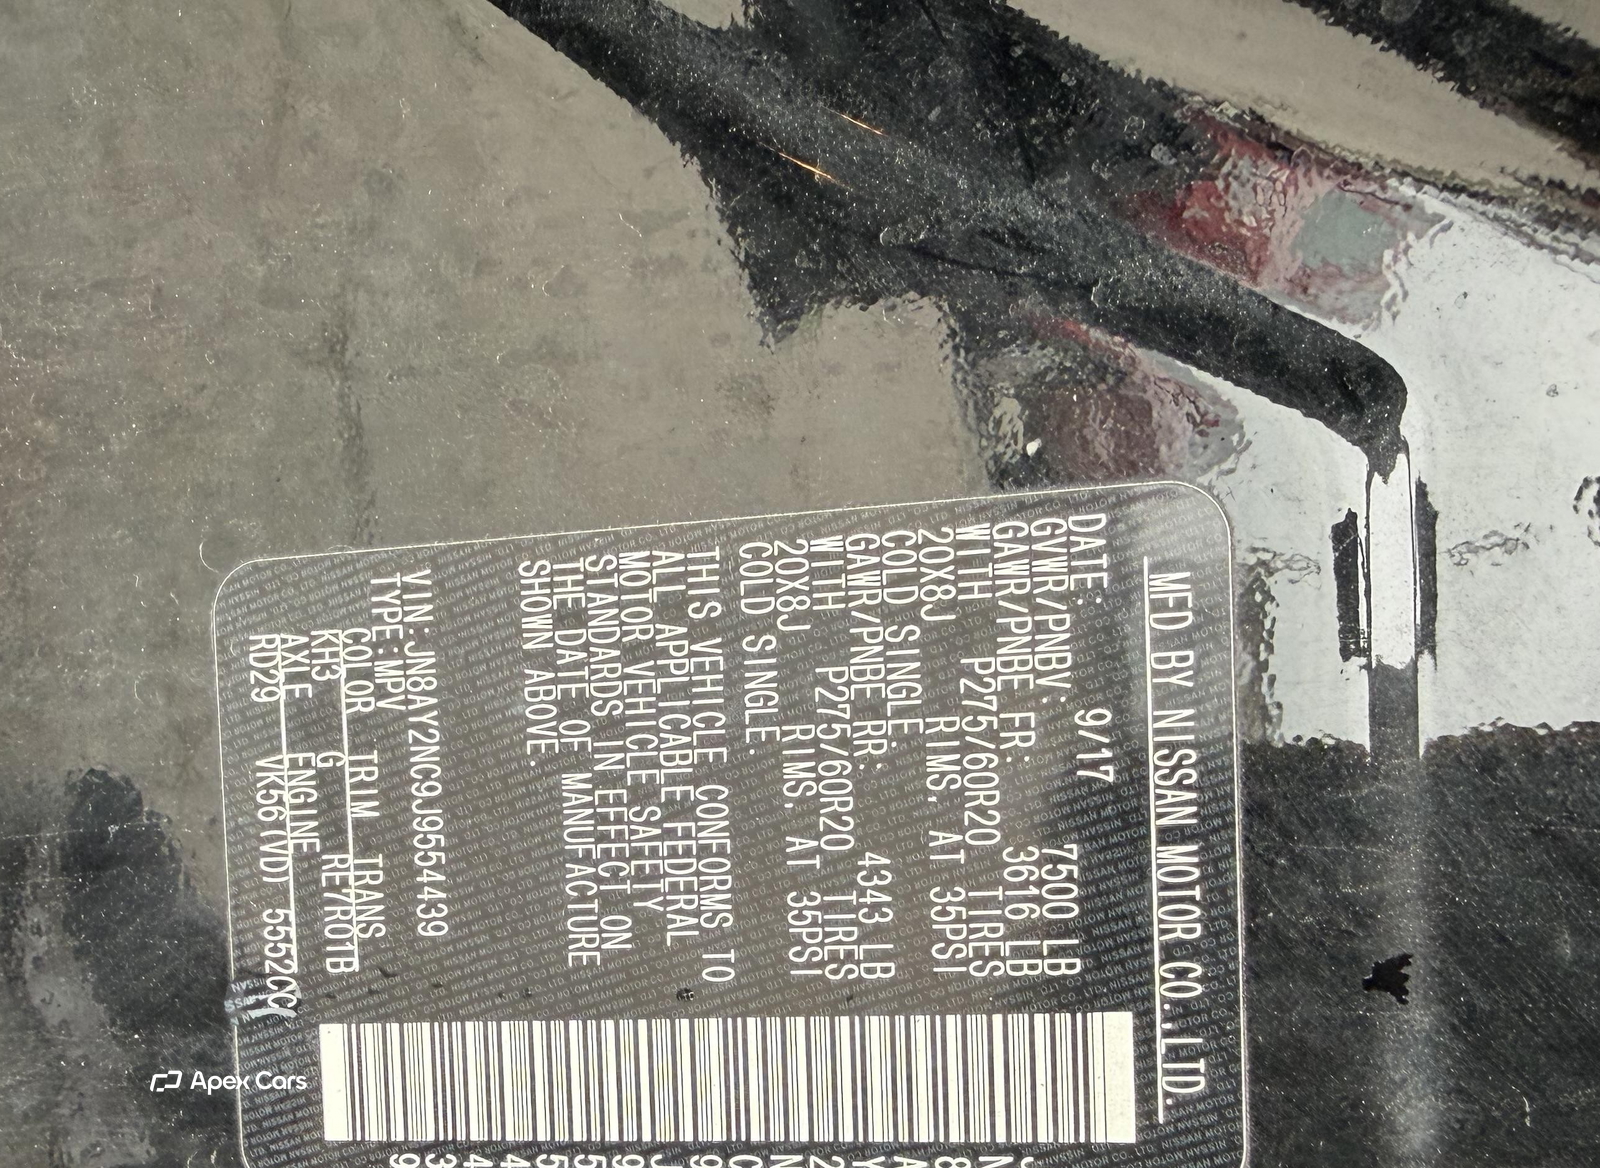 MFD BY NISSAN MOTOR CO.,LTD.
DATE: 9/17
GVWR/PNBV: 7500 LB
GAWR/PNBE FR: 3616 LB
WITH P275/60R20 TIRES
20X8J RIMS, AT 35PSI
COLD SINGLE.
GAWR/PNBE RR: 4343 LB
WITH P275/60R20 TIRES
20X8J RIMS. AT 35PSI
COLD SINGLE.
THIS VEHICLE CONFORMS TO
ALL APPLICABLE FEDERAL
MOTOR VEHICLE SAFETY
STANDARDS IN EFFECT ON
THE DATE OF MANUFACTURE
SHOWN ABOVE.
VIN:JN8AY2NC9J9554439
TYPE:MPV
COLOR TRIM TRANS
KH3 G RE7R01B
AXLE ENGINE
RD29 VK56(VD) 5552CC
JN8AY2NC9J9554439
Apex Cars